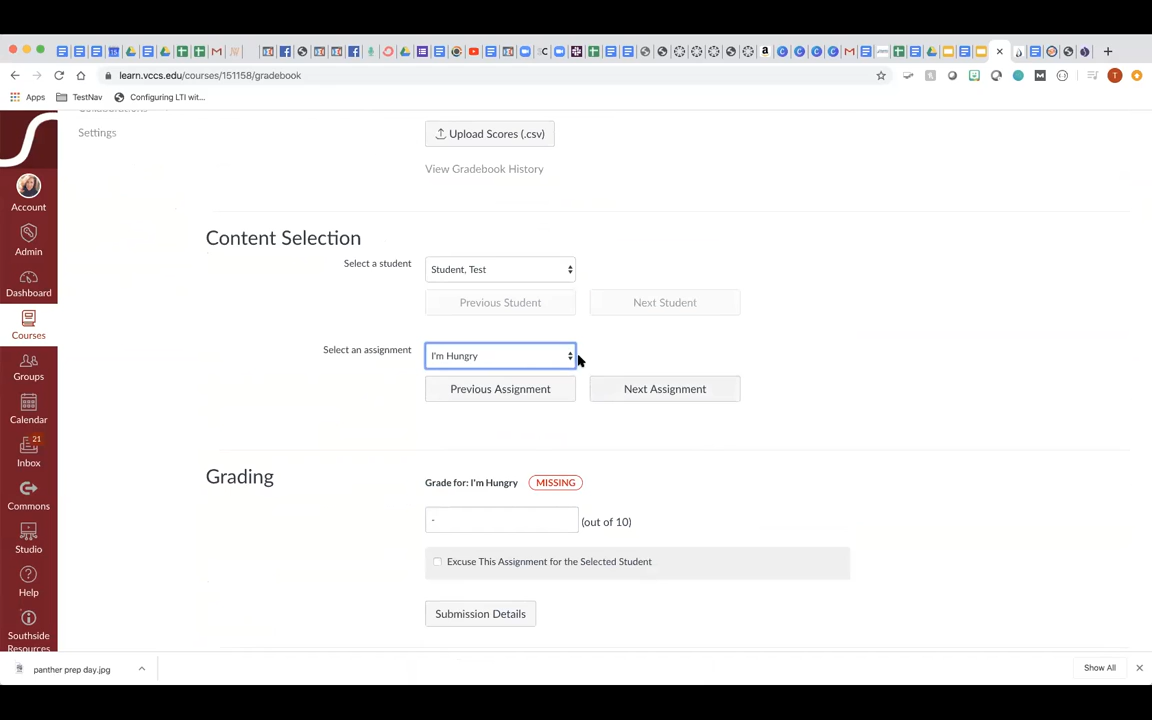 learn.vccs.edu/courses/151158/gradebook
Apps
TestNav
Configuring LTI wit...
Settings
Upload Scores (.csv)
View Gradebook History
Account
Admin
Dashboard
Courses
Groups
Calendar
21
Inbox
Commons
Studio
Help
Southside
Resources
Content Selection
Select a student
Student, Test
Previous Student
Next Student
Select an assignment
I'm Hungry
Previous Assignment
Next Assignment
Grading
Grade for: I'm Hungry
MISSING
-
(out of 10)
Excuse This Assignment for the Selected Student
Submission Details
panther prep day.jpg
Show All